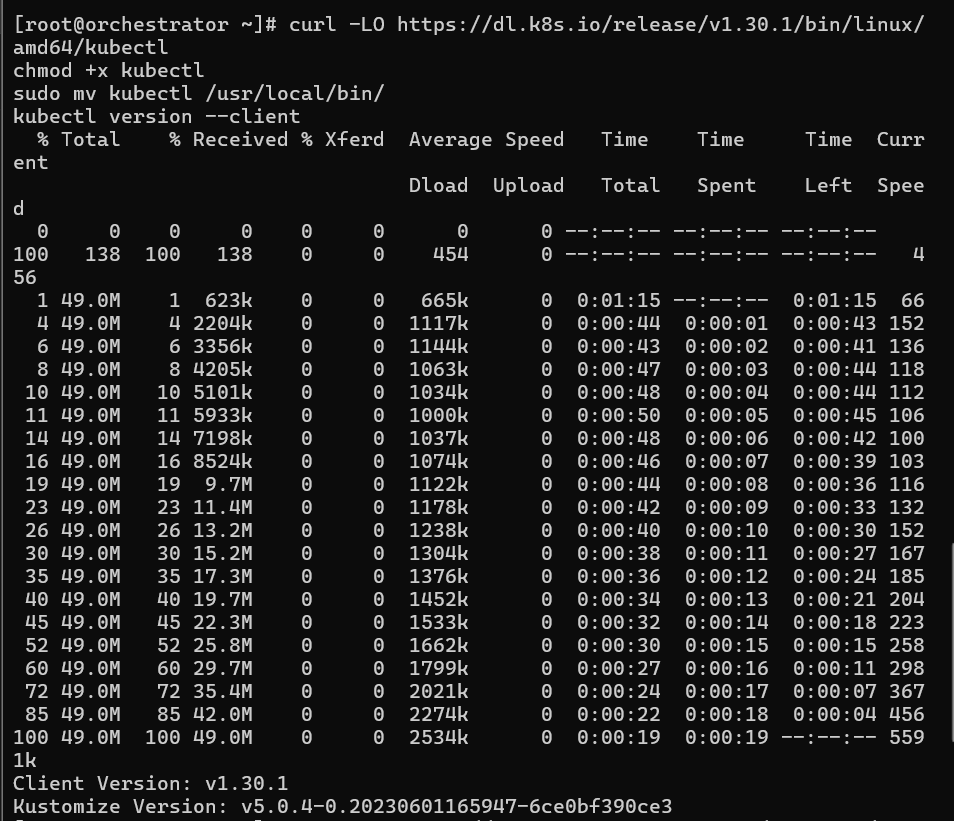 [root@orchestrator ~]# curl -LO https://dl.k8s.io/release/v1.30.1/bin/linux/
amd64/kubectl
chmod +x kubectl
sudo mv kubectl /usr/local/bin/
kubectl version --client
  % Total    % Received % Xferd  Average Speed   Time    Time     Time  Curr
ent
                                 Dload  Upload   Total   Spent    Left  Spee
d
  0     0    0     0    0     0      0      0 --:--:-- --:--:-- --:--:--
100   138  100   138    0     0    454      0 --:--:-- --:--:-- --:--:--   4
56
  1 49.0M    1  623k    0     0   665k      0  0:01:15 --:--:--  0:01:15  66
  4 49.0M    4 2204k    0     0  1117k      0  0:00:44  0:00:01  0:00:43 152
  6 49.0M    6 3356k    0     0  1144k      0  0:00:43  0:00:02  0:00:41 136
  8 49.0M    8 4205k    0     0  1063k      0  0:00:47  0:00:03  0:00:44 118
 10 49.0M   10 5101k    0     0  1034k      0  0:00:48  0:00:04  0:00:44 112
 11 49.0M   11 5933k    0     0  1000k      0  0:00:50  0:00:05  0:00:45 106
 14 49.0M   14 7198k    0     0  1037k      0  0:00:48  0:00:06  0:00:42 100
 16 49.0M   16 8524k    0     0  1074k      0  0:00:46  0:00:07  0:00:39 103
 19 49.0M   19  9.7M    0     0  1122k      0  0:00:44  0:00:08  0:00:36 116
 23 49.0M   23 11.4M    0     0  1178k      0  0:00:42  0:00:09  0:00:33 132
 26 49.0M   26 13.2M    0     0  1238k      0  0:00:40  0:00:10  0:00:30 152
 30 49.0M   30 15.2M    0     0  1304k      0  0:00:38  0:00:11  0:00:27 167
 35 49.0M   35 17.3M    0     0  1376k      0  0:00:36  0:00:12  0:00:24 185
 40 49.0M   40 19.7M    0     0  1452k      0  0:00:34  0:00:13  0:00:21 204
 45 49.0M   45 22.3M    0     0  1533k      0  0:00:32  0:00:14  0:00:18 223
 52 49.0M   52 25.8M    0     0  1662k      0  0:00:30  0:00:15  0:00:15 258
 60 49.0M   60 29.7M    0     0  1799k      0  0:00:27  0:00:16  0:00:11 298
 72 49.0M   72 35.4M    0     0  2021k      0  0:00:24  0:00:17  0:00:07 367
 85 49.0M   85 42.0M    0     0  2274k      0  0:00:22  0:00:18  0:00:04 456
100 49.0M  100 49.0M    0     0  2534k      0  0:00:19  0:00:19 --:--:-- 559
1k
Client Version: v1.30.1
Kustomize Version: v5.0.4-0.20230601165947-6ce0bf390ce3